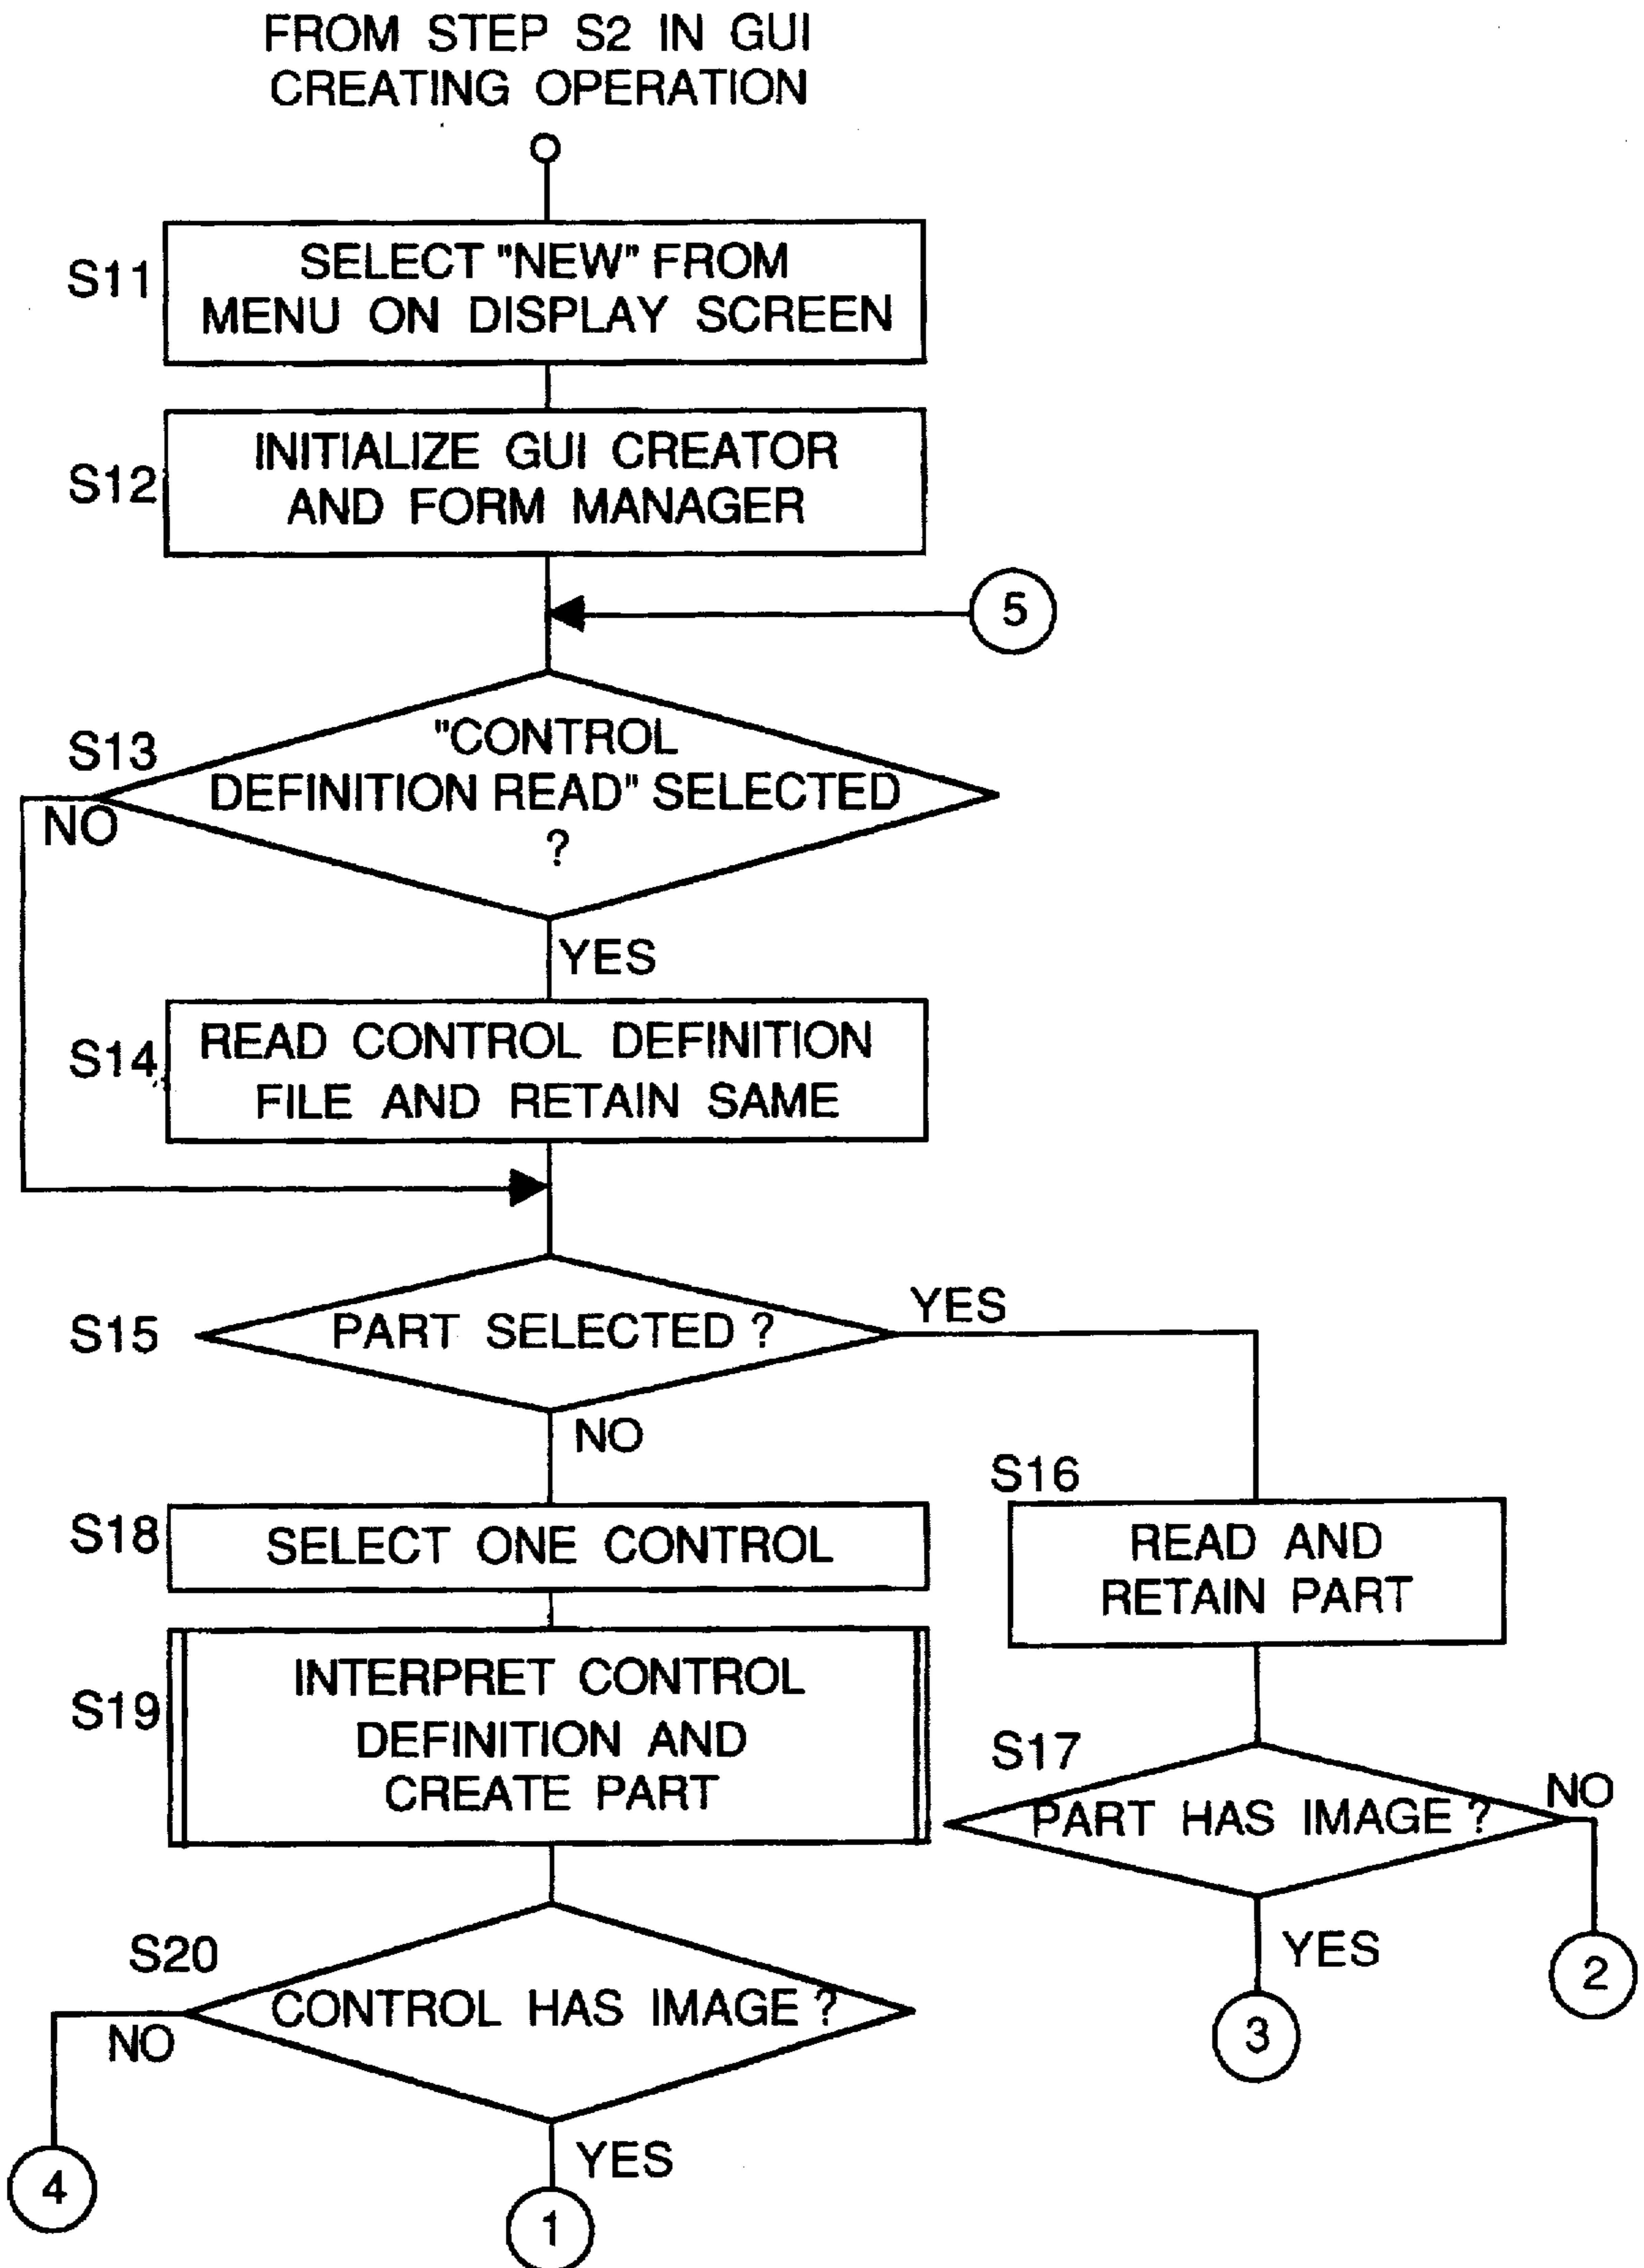 FROM STEP S2 IN GUI
CREATING OPERATION
S11
SELECT "NEW" FROM
MENU ON DISPLAY SCREEN
S12
INITIALIZE GUI CREATOR
AND FORM MANAGER
5
S13
"CONTROL
DEFINITION READ" SELECTED
?
NO
YES
S14
READ CONTROL DEFINITION
FILE AND RETAIN SAME
S15
PART SELECTED ?
YES
NO
S16
READ AND
RETAIN PART
S18
SELECT ONE CONTROL
S19
INTERPRET CONTROL
DEFINITION AND
CREATE PART
S17
PART HAS IMAGE ?
NO
YES
2
3
S20
CONTROL HAS IMAGE ?
NO
YES
4
1